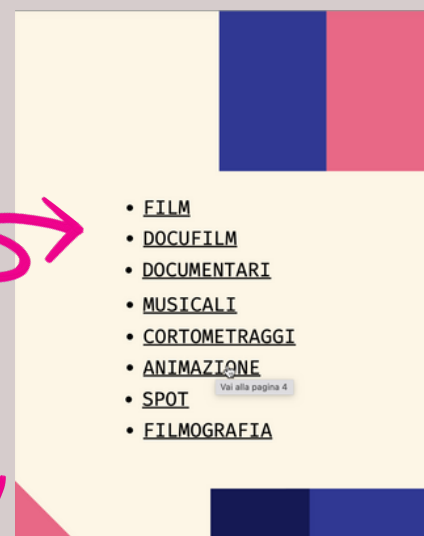 • FILM
• DOCUFILM
• DOCUMENTARI
• MUSICALI
• CORTOMETRAGGI
• ANIMAZIONE
Vai alla pagina 4
• SPOT
• FILMOGRAFIA